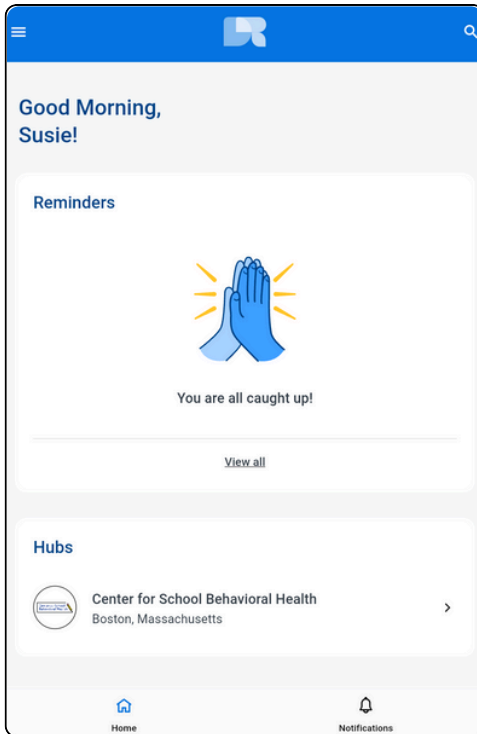 Good Morning,
Susie!
Reminders
You are all caught up!
View all
Hubs
Center for School Behavioral Health
Boston, Massachusetts
Home
Notifications